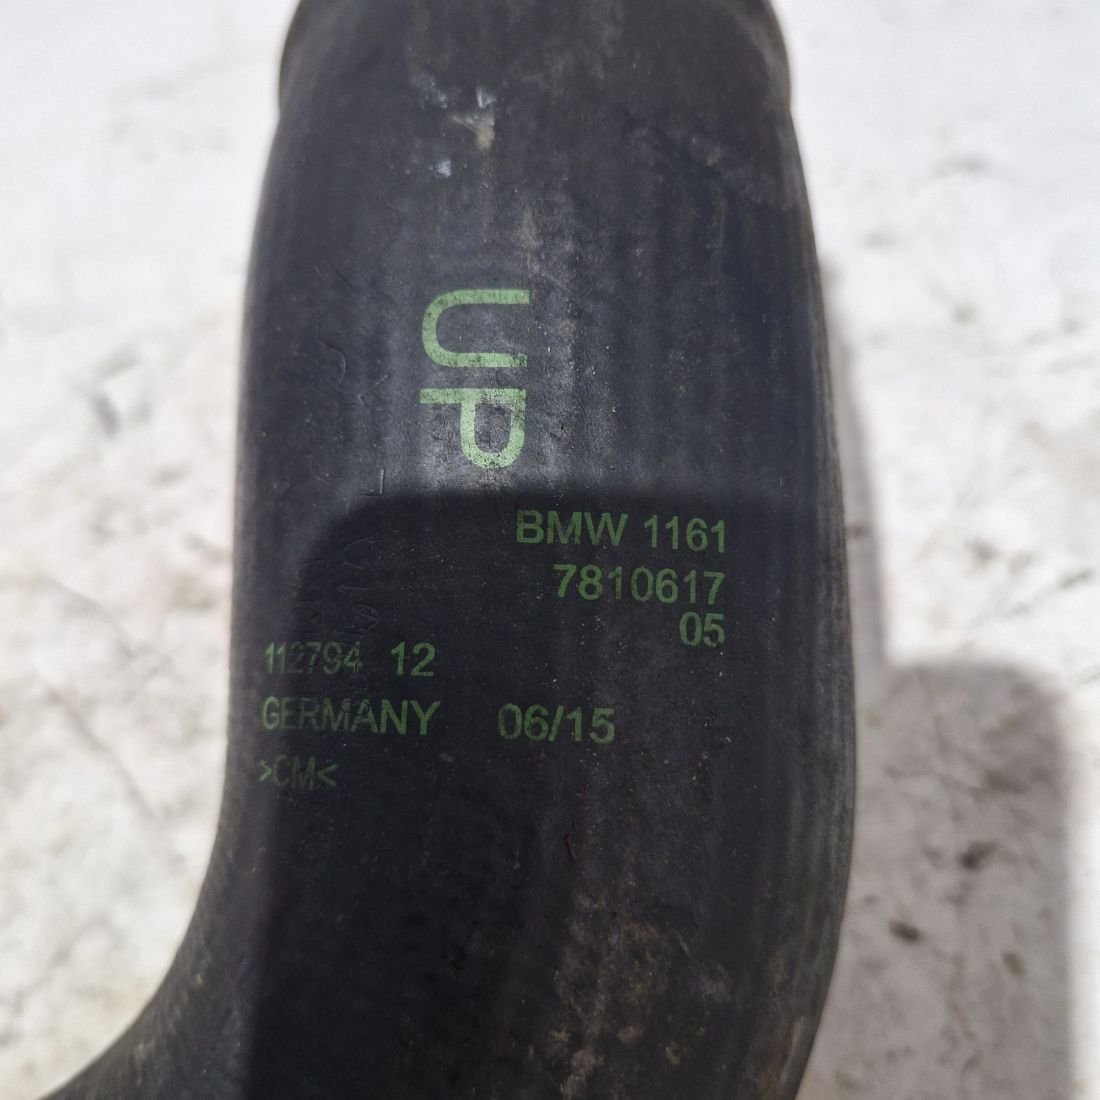 UP
BMW 1161
7810617
05
112794 12
GERMANY 06/15
>CM<